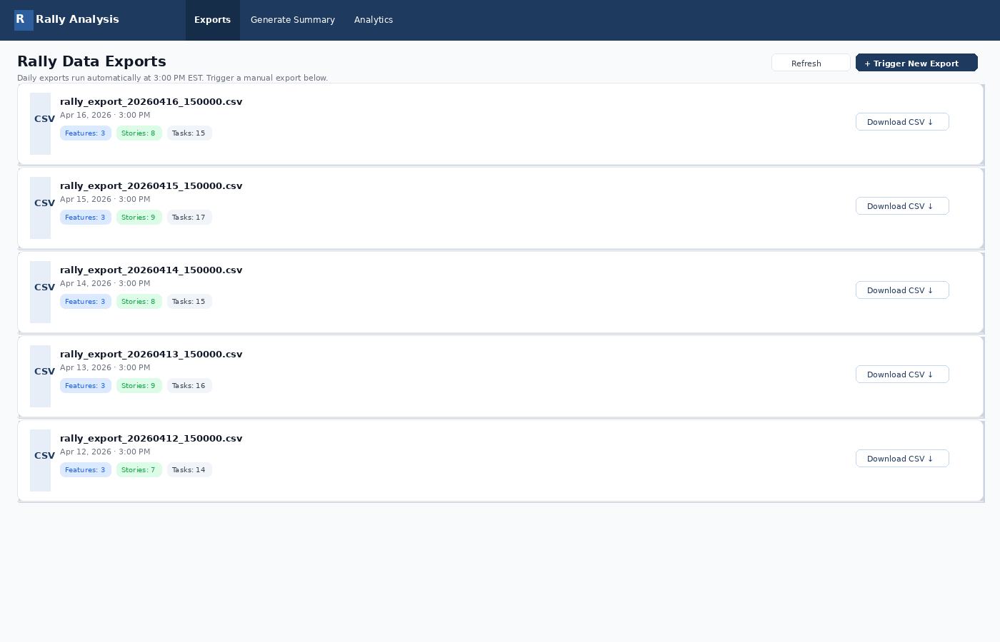 R Rally Analysis Exports Generate Summary Analytics
Rally Data Exports
Refresh + Trigger New Export
Daily exports run automatically at 3:00 PM EST. Trigger a manual export below.
rally_export_20260416_150000.csv
Apr 16, 2026 · 3:00 PM
CSV
Download CSV ↓
Features: 3 Stories: 8 Tasks: 15
rally_export_20260415_150000.csv
Apr 15, 2026 · 3:00 PM
CSV
Download CSV ↓
Features: 3 Stories: 9 Tasks: 17
rally_export_20260414_150000.csv
Apr 14, 2026 · 3:00 PM
CSV
Download CSV ↓
Features: 3 Stories: 8 Tasks: 15
rally_export_20260413_150000.csv
Apr 13, 2026 · 3:00 PM
CSV
Download CSV ↓
Features: 3 Stories: 9 Tasks: 16
rally_export_20260412_150000.csv
Apr 12, 2026 · 3:00 PM
CSV
Download CSV ↓
Features: 3 Stories: 7 Tasks: 14